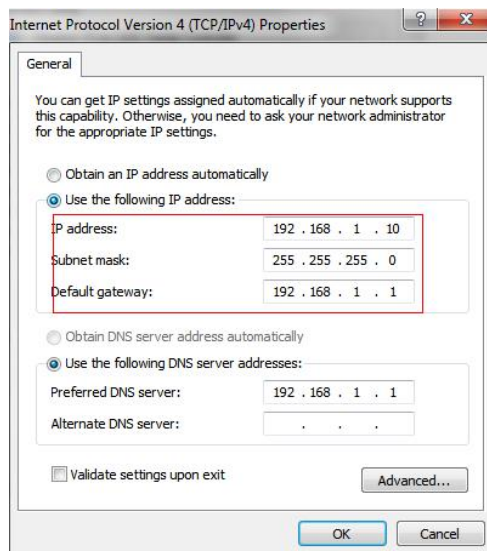 Internet Protocol Version 4 (TCP/IPv4) Properties
General
You can get IP settings assigned automatically if your network supports
this capability. Otherwise, you need to ask your network administrator
for the appropriate IP settings.
Obtain an IP address automatically
Use the following IP address:
IP address: 192 . 168 . 1 . 10
Subnet mask: 255 . 255 . 255 . 0
Default gateway: 192 . 168 . 1 . 1
Obtain DNS server address automatically
Use the following DNS server addresses:
Preferred DNS server: 192 . 168 . 1 . 1
Alternate DNS server: . . .
Validate settings upon exit
Advanced...
OK Cancel